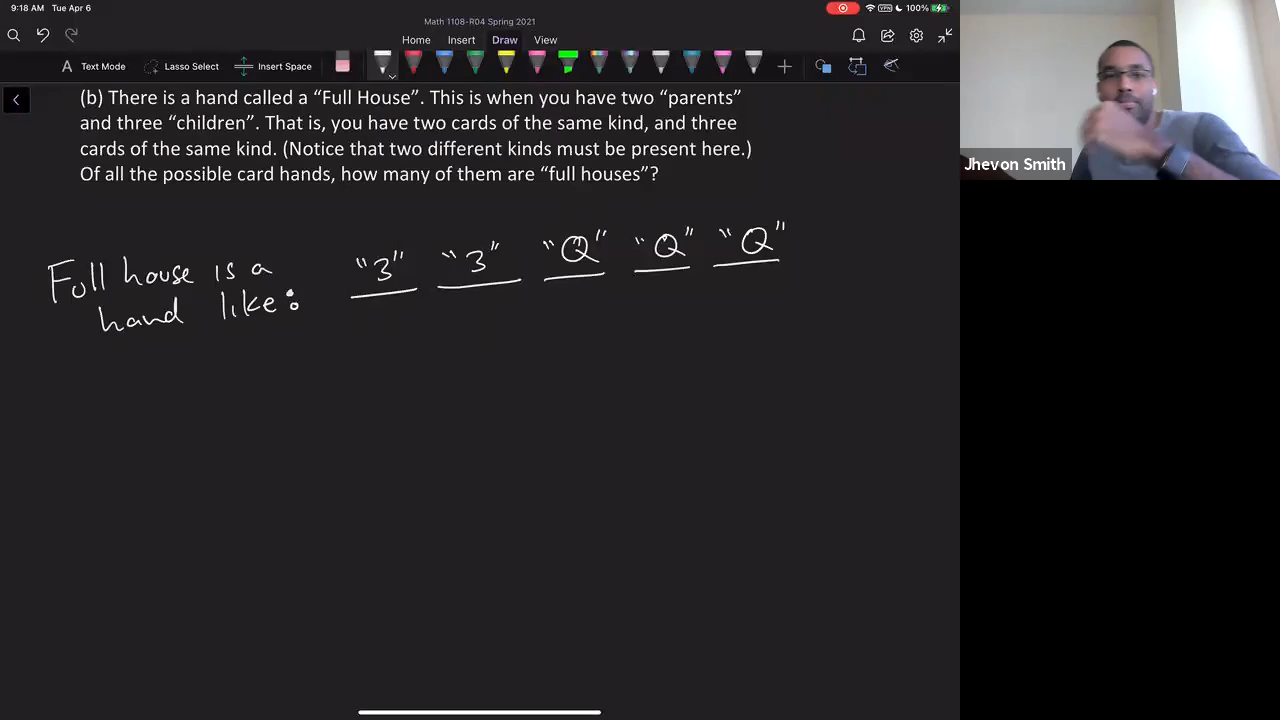 9:18 AM Tue Apr 6
VPN 100%
Math 1108-R04 Spring 2021
Home Insert Draw View
Text Mode Lasso Select Insert Space
(b) There is a hand called a “Full House”. This is when you have two “parents”
and three “children”. That is, you have two cards of the same kind, and three
cards of the same kind. (Notice that two different kinds must be present here.)
Of all the possible card hands, how many of them are “full houses”?
Full house is a
hand like:
"3" "3" "Q" "Q" "Q"
Jhevon Smith